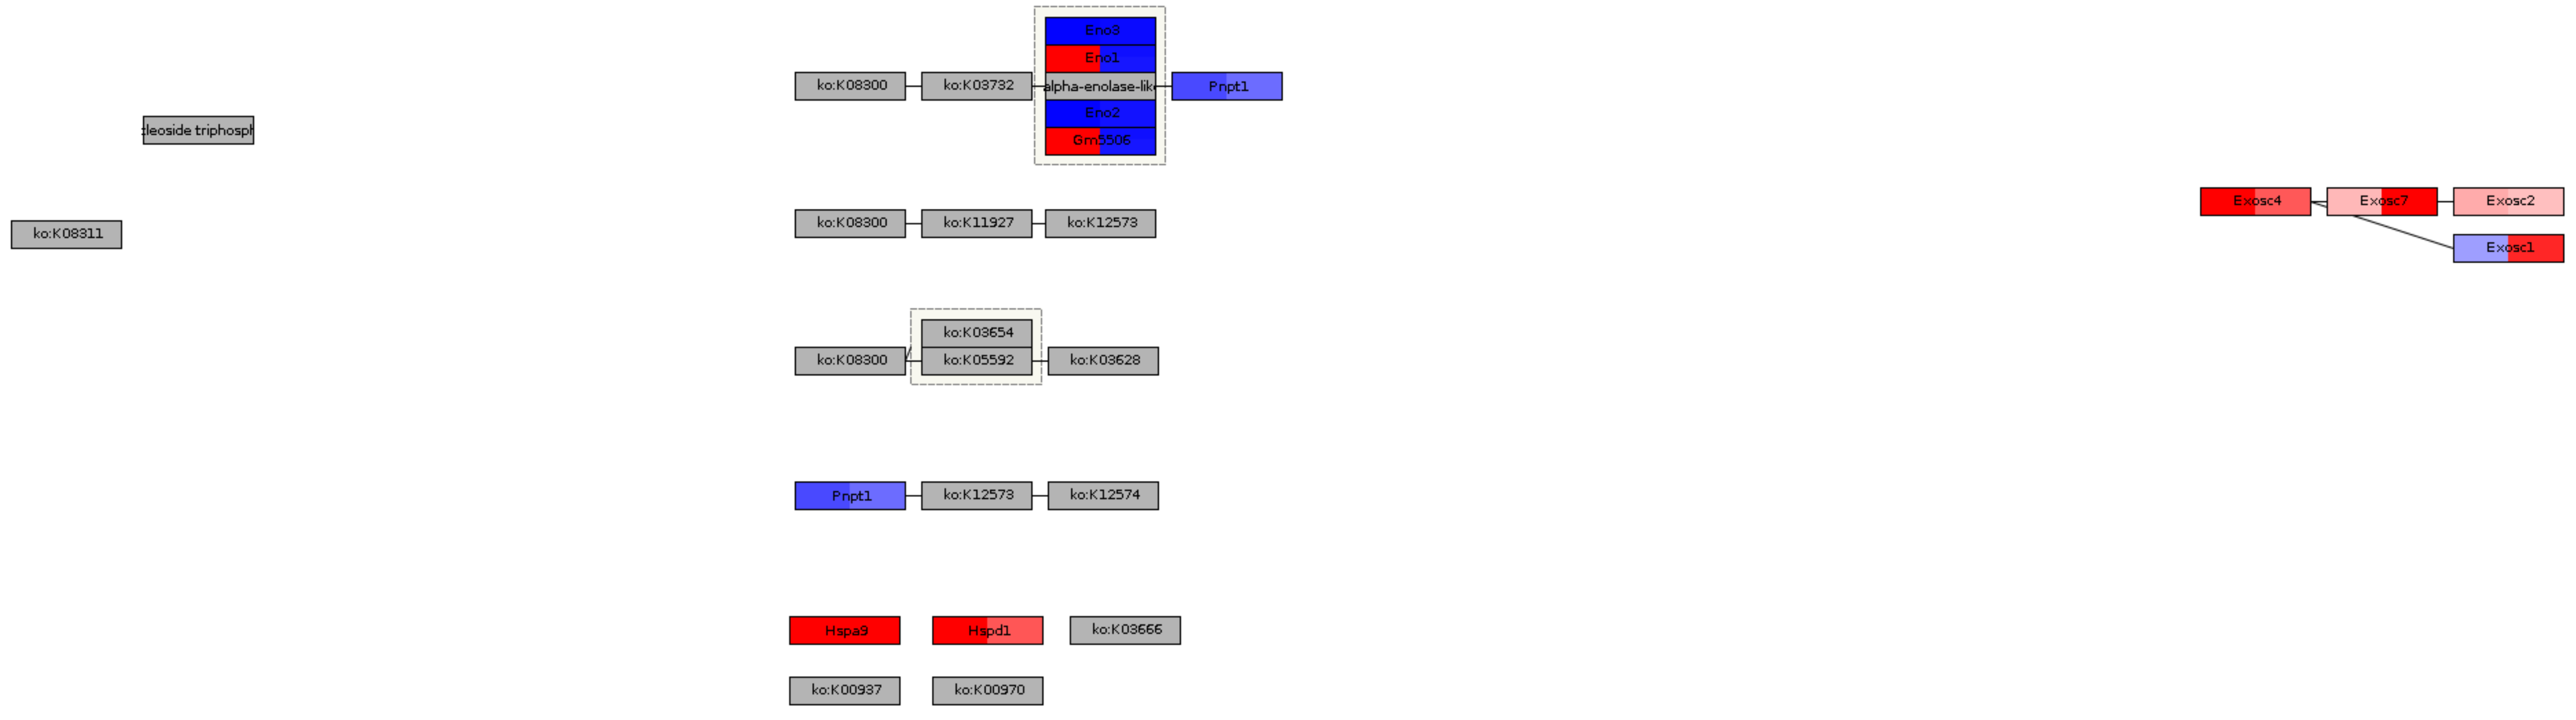 Eno3
Eno1
ko:K08300
ko:K03732
alpha-enolase-lik
Pnpt1
Eno2
leoside triphosph
Gm5506
Exosc4
Exosc7
Exosc2
ko:K08300
ko:K11927
ko:K12573
ko:K08311
Exosc1
ko:K03654
ko:K08300
ko:K05592
ko:K03628
Pnpt1
ko:K12573
ko:K12574
Hspa9
Hspd1
ko:K03666
ko:K00937
ko:K00970